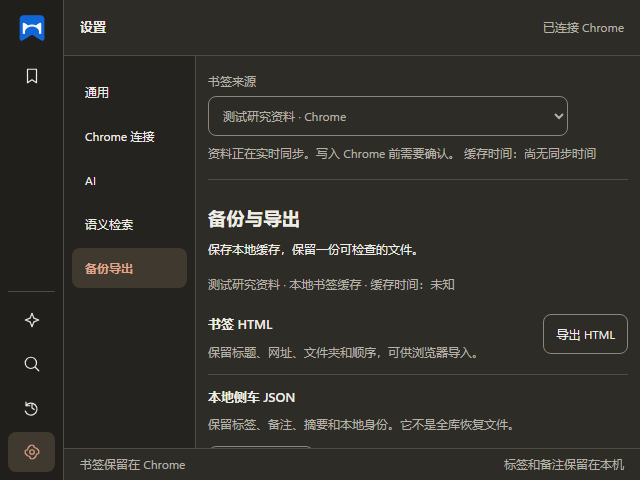 设置
已连接 Chrome
通用
Chrome 连接
AI
语义检索
备份导出
书签来源
测试研究资料 · Chrome
资料正在实时同步。写入 Chrome 前需要确认。 缓存时间：尚无同步时间
备份与导出
保存本地缓存，保留一份可检查的文件。
测试研究资料 · 本地书签缓存 · 缓存时间：未知
书签 HTML
导出 HTML
保留标题、网址、文件夹和顺序，可供浏览器导入。
本地侧车 JSON
保留标签、备注、摘要和本地身份。它不是全库恢复文件。
书签保留在 Chrome
标签和备注保留在本机